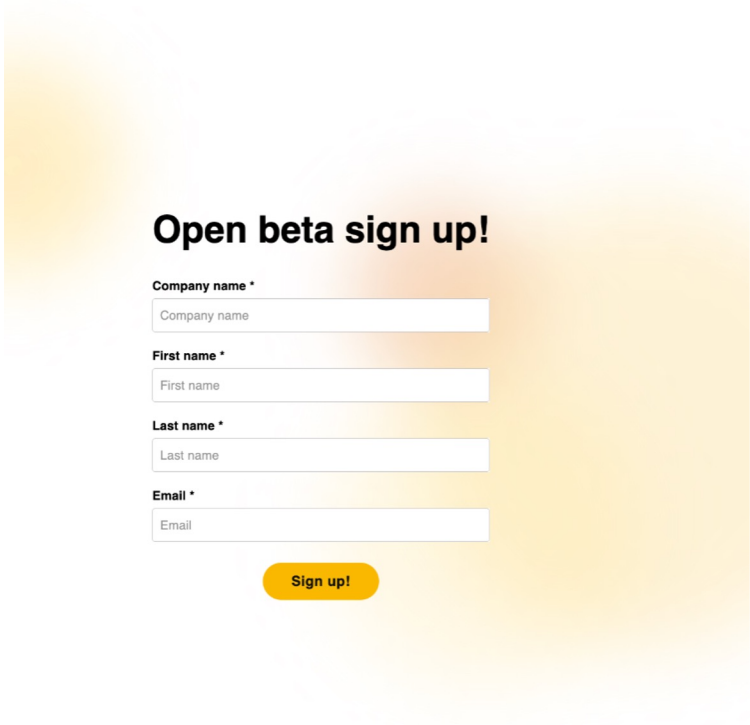 Open beta sign up!
Company name *
Company name
First name *
First name
Last name *
Last name
Email *
Email
Sign up!